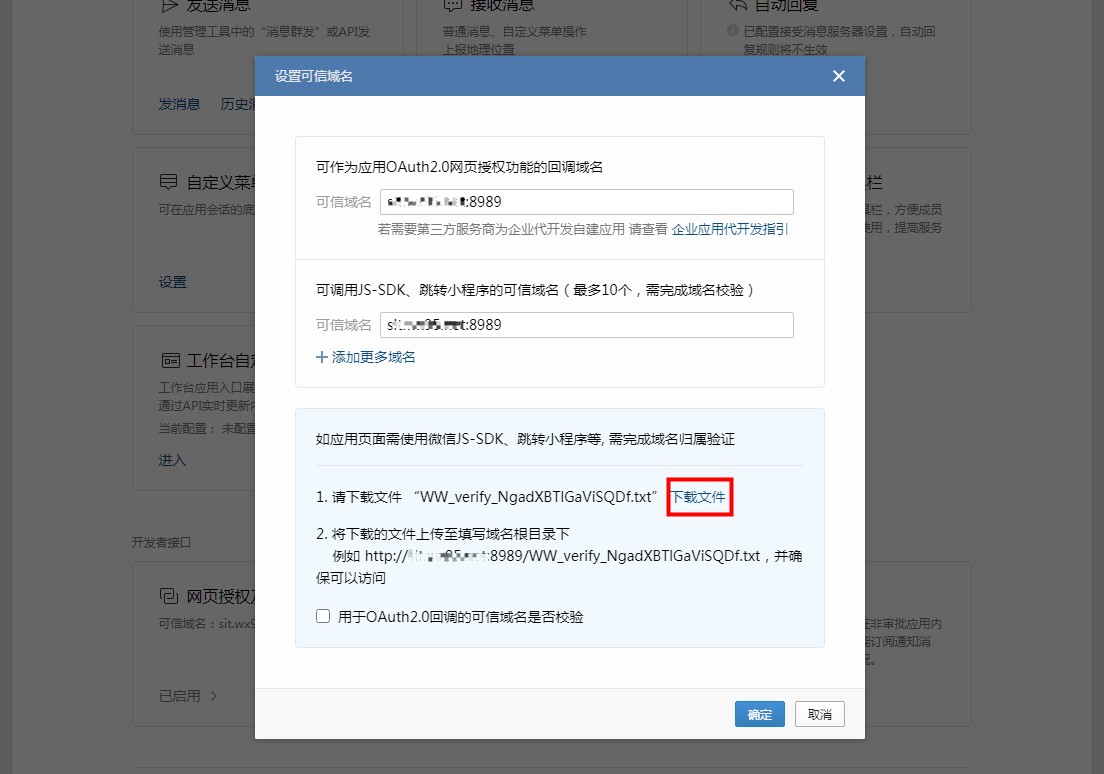 发送消息
接收消息
自动回复
使用管理工具中的“消息群发”或API发
送消息
普通消息、自定义菜单操作
上报地理位置
已配置接受消息服务器设置，自动回
复规则将不生效
发消息
设置可信域名
可作为应用OAuth2.0网页授权功能的回调域名
可信域名 :8989
若需要第三方服务商为企业代开发自建应用 请查看 企业应用代开发指引
可调用JS-SDK、跳转小程序的可信域名（最多10个，需完成域名校验）
可信域名 :8989
添加更多域名
如应用页面需使用微信JS-SDK、跳转小程序等, 需完成域名归属验证
1. 请下载文件 “WW_verify_NgadXBTlGaViSQDf.txt” 下载文件
2. 将下载的文件上传至填写域名根目录下
例如 http:// :8989/WW_verify_NgadXBTlGaViSQDf.txt，并确
保可以访问
用于OAuth2.0回调的可信域名是否校验
确定 取消
自定义菜单
可在应用会话的底
设置
栏
栏，方便成员
使用，提高服务
工作台自定
工作台应用入口展
通过API实时更新内
当前配置： 未配置
进入
开发者接口
网页授权及
可信域名：sit.wx9
已启用
在非审批应用内
订阅通知消